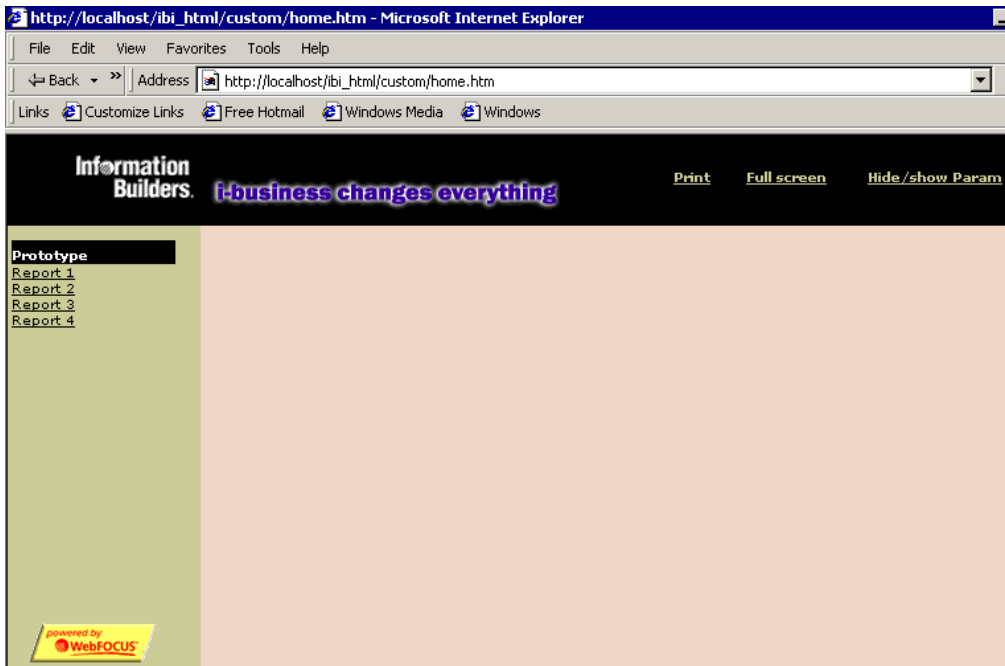 http://localhost/ibi_html/custom/home.htm - Microsoft Internet Explorer
File Edit View Favorites Tools Help
Back » Address http://localhost/ibi_html/custom/home.htm
Links Customize Links Free Hotmail Windows Media Windows
Information
Builders.
i-business changes everything
Print Full screen Hide/show Param
Prototype
Report 1
Report 2
Report 3
Report 4
powered by
WebFOCUS